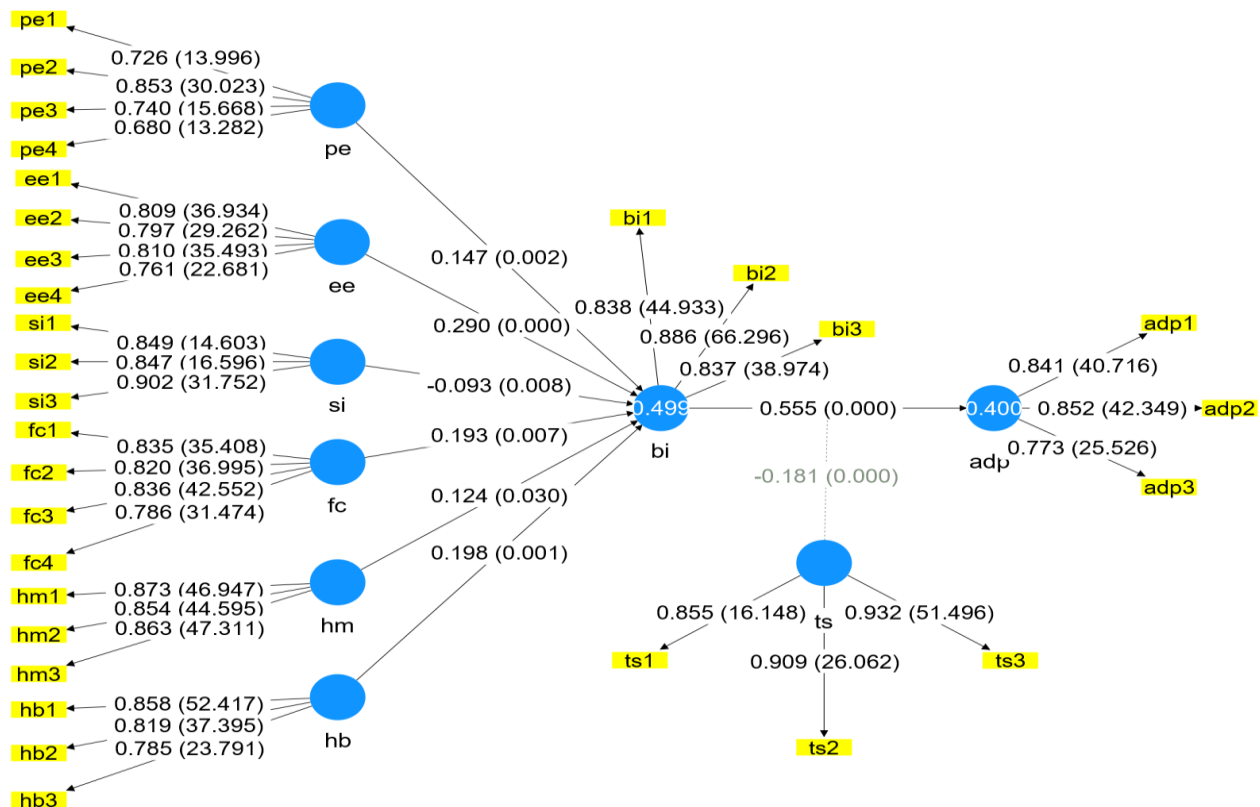 pe1
0.726 (13.996)
pe2
0.853 (30.023)
pe3
0.740 (15.668)
pe4
0.680 (13.282)
pe
ee1
0.809 (36.934)
ee2
0.797 (29.262)
ee3
0.810 (35.493)
ee4
0.761 (22.681)
ee
si1
0.849 (14.603)
si2
0.847 (16.596)
si3
0.902 (31.752)
si
fc1
0.835 (35.408)
fc2
0.820 (36.995)
fc3
0.836 (42.552)
fc4
0.786 (31.474)
fc
hm1
0.873 (46.947)
hm2
0.854 (44.595)
hm3
0.863 (47.311)
hm
hb1
0.858 (52.417)
hb2
0.819 (37.395)
hb3
0.785 (23.791)
hb
0.147 (0.002)
0.290 (0.000)
-0.093 (0.008)
0.193 (0.007)
0.124 (0.030)
0.198 (0.001)
bi1
0.838 (44.933)
bi2
0.886 (66.296)
bi3
0.837 (38.974)
0.499
bi
0.555 (0.000)
-0.181 (0.000)
0.400
adp
adp1
0.841 (40.716)
adp2
0.852 (42.349)
adp3
0.773 (25.526)
ts
0.855 (16.148)
ts1
0.909 (26.062)
ts2
0.932 (51.496)
ts3